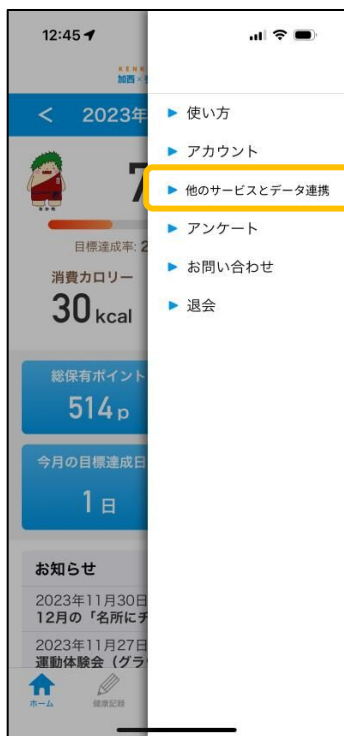 12:45
加西
< 2023年
7
目標達成率: 2
消費カロリー
30 kcal
総保有ポイント
514 p
今月の目標達成日
1 日
お知らせ
2023年11月30日
12月の「名所にチ
2023年11月27日
運動体験会（グラ
ホーム
健康記録
使い方
アカウント
他のサービスとデータ連携
アンケート
お問い合わせ
退会